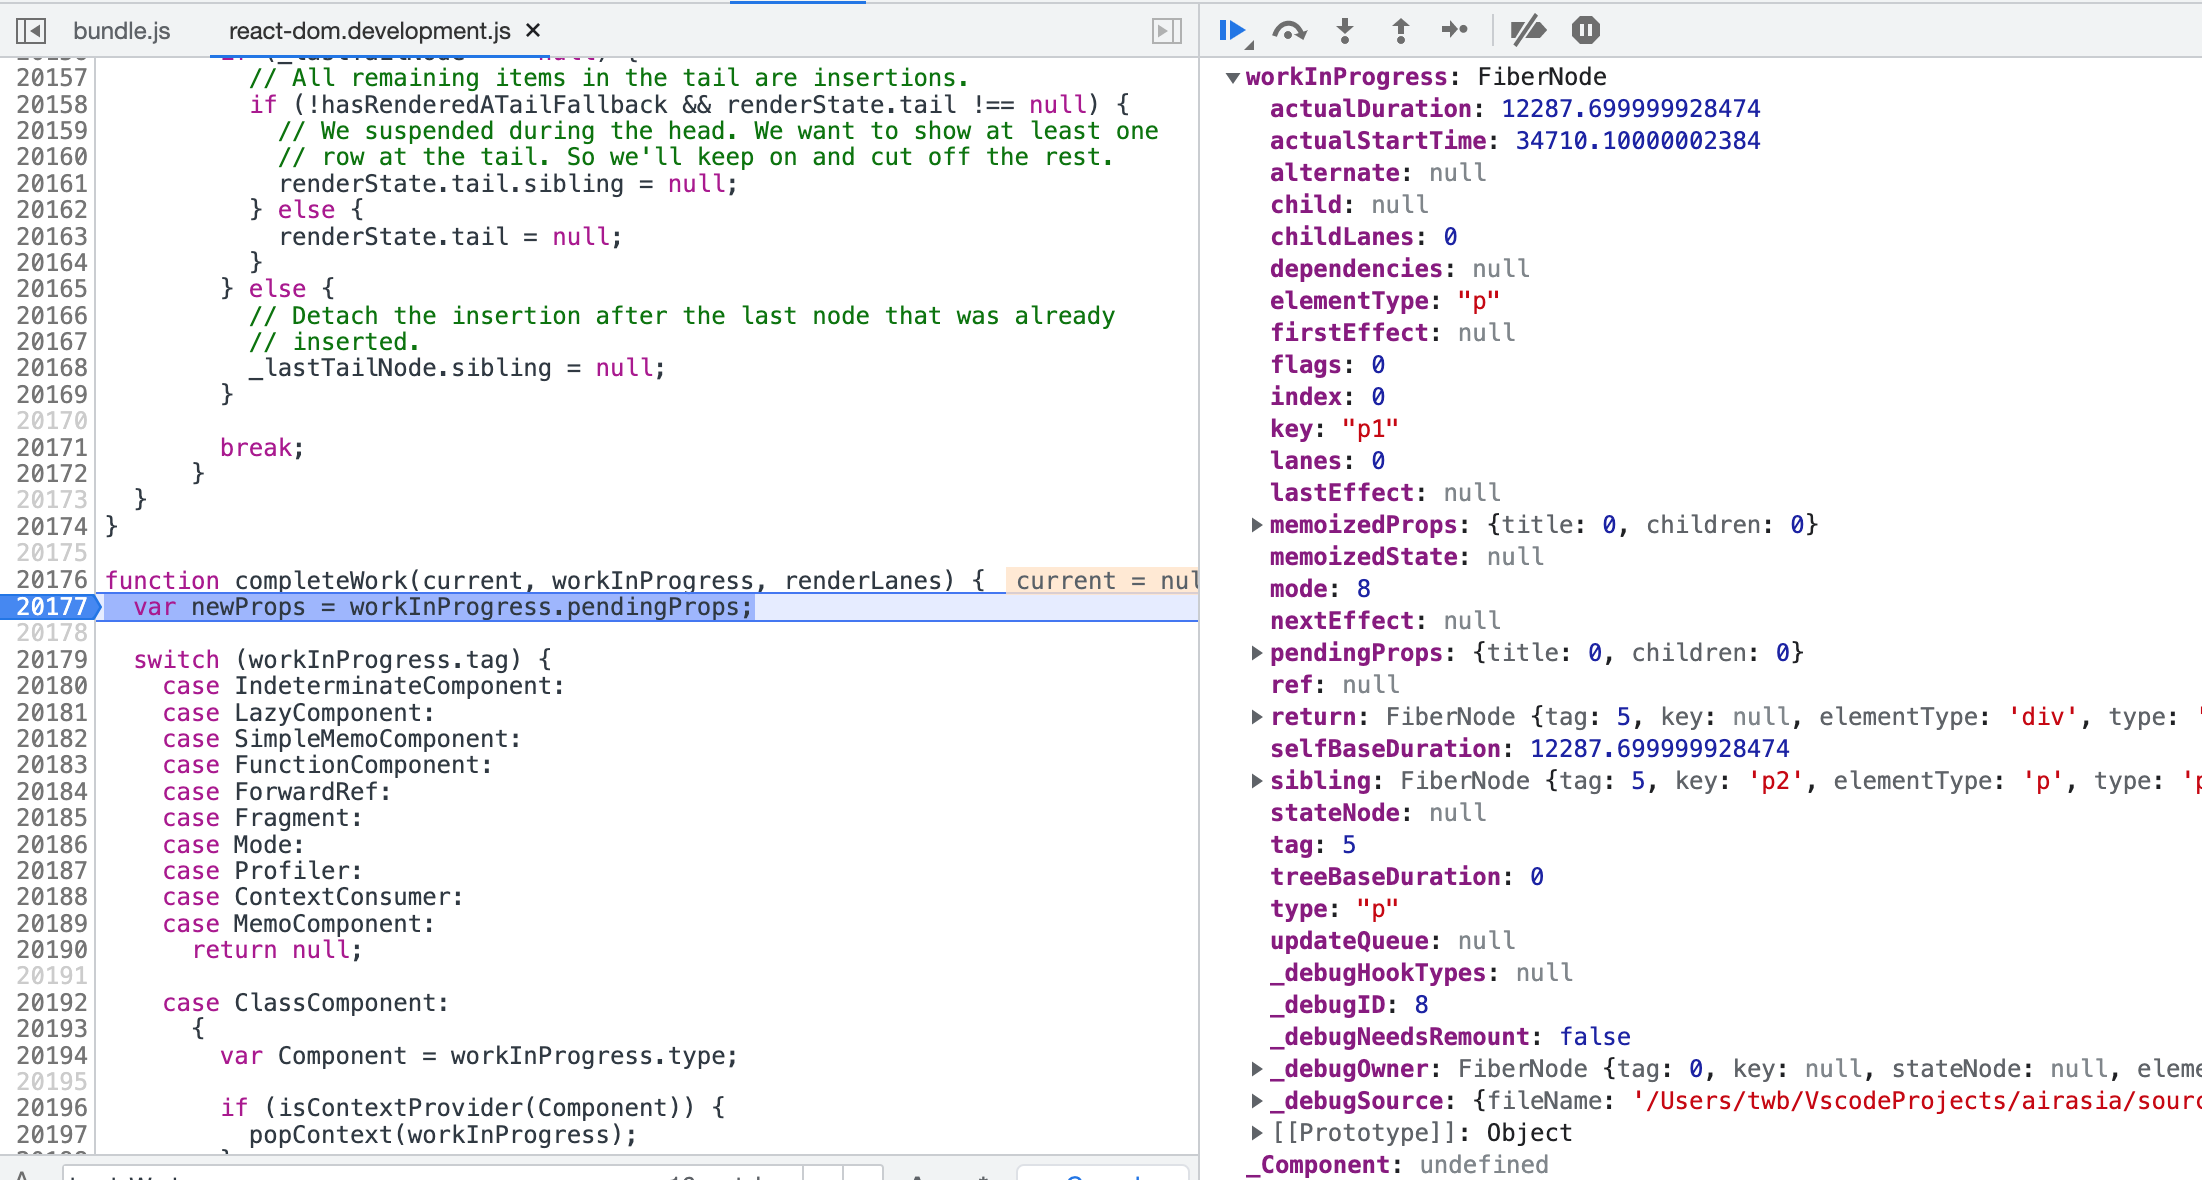 bundle.js
react-dom.development.js ×
20157 // All remaining items in the tail are insertions.
20158 if (!hasRenderedATailFallback && renderState.tail !== null) {
20159 // We suspended during the head. We want to show at least one
20160 // row at the tail. So we'll keep on and cut off the rest.
20161 renderState.tail.sibling = null;
20162 } else {
20163 renderState.tail = null;
20164 }
20165 } else {
20166 // Detach the insertion after the last node that was already
20167 // inserted.
20168 _lastTailNode.sibling = null;
20169 }
20170
20171 break;
20172 }
20173 }
20174 }
20175
20176 function completeWork(current, workInProgress, renderLanes) { current = nul
20177 var newProps = workInProgress.pendingProps;
20178
20179 switch (workInProgress.tag) {
20180 case IndeterminateComponent:
20181 case LazyComponent:
20182 case SimpleMemoComponent:
20183 case FunctionComponent:
20184 case ForwardRef:
20185 case Fragment:
20186 case Mode:
20187 case Profiler:
20188 case ContextConsumer:
20189 case MemoComponent:
20190 return null;
20191
20192 case ClassComponent:
20193 {
20194 var Component = workInProgress.type;
20195
20196 if (isContextProvider(Component)) {
20197 popContext(workInProgress);
workInProgress: FiberNode
actualDuration: 12287.699999928474
actualStartTime: 34710.10000002384
alternate: null
child: null
childLanes: 0
dependencies: null
elementType: "p"
firstEffect: null
flags: 0
index: 0
key: "p1"
lanes: 0
lastEffect: null
memoizedProps: {title: 0, children: 0}
memoizedState: null
mode: 8
nextEffect: null
pendingProps: {title: 0, children: 0}
ref: null
return: FiberNode {tag: 5, key: null, elementType: 'div', type: '
selfBaseDuration: 12287.699999928474
sibling: FiberNode {tag: 5, key: 'p2', elementType: 'p', type: 'p
stateNode: null
tag: 5
treeBaseDuration: 0
type: "p"
updateQueue: null
_debugHookTypes: null
_debugID: 8
_debugNeedsRemount: false
_debugOwner: FiberNode {tag: 0, key: null, stateNode: null, eleme
_debugSource: {fileName: '/Users/twb/VscodeProjects/airasia/sourc
[[Prototype]]: Object
_Component: undefined